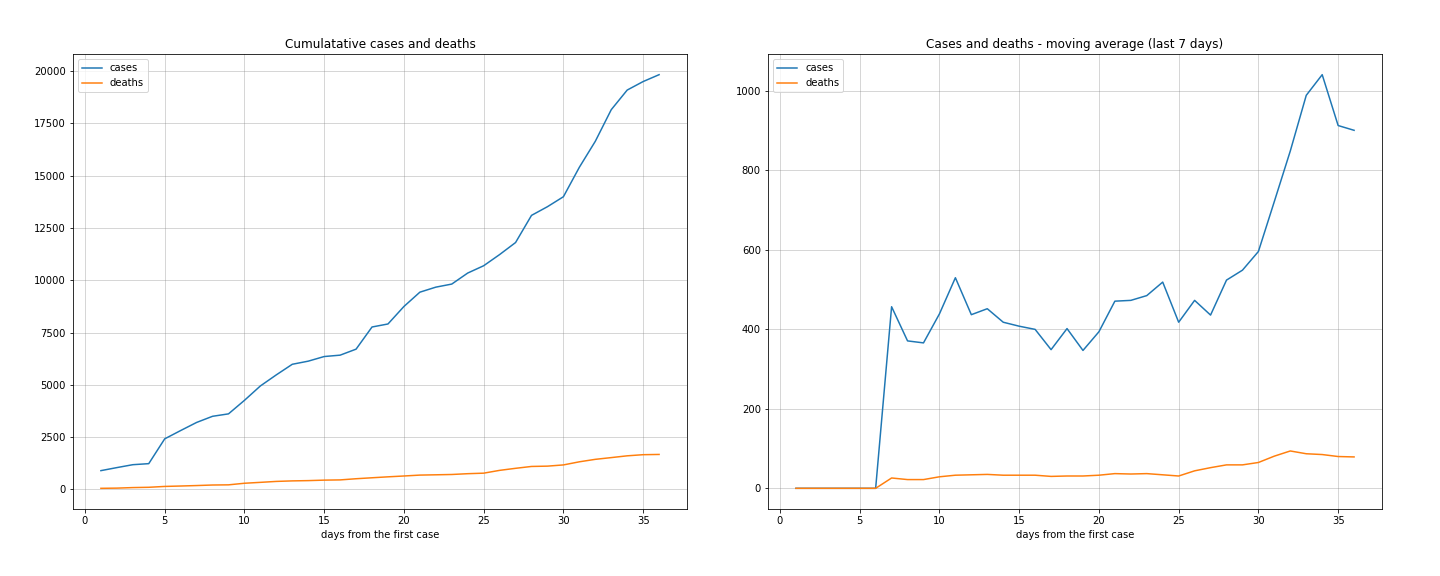 Cumulatative cases and deaths
cases
deaths
20000
17500
15000
12500
10000
7500
5000
2500
0
0 5 10 15 20 25 30 35
days from the first case
Cases and deaths - moving average (last 7 days)
cases
deaths
1000
800
600
400
200
0
0 5 10 15 20 25 30 35
days from the first case